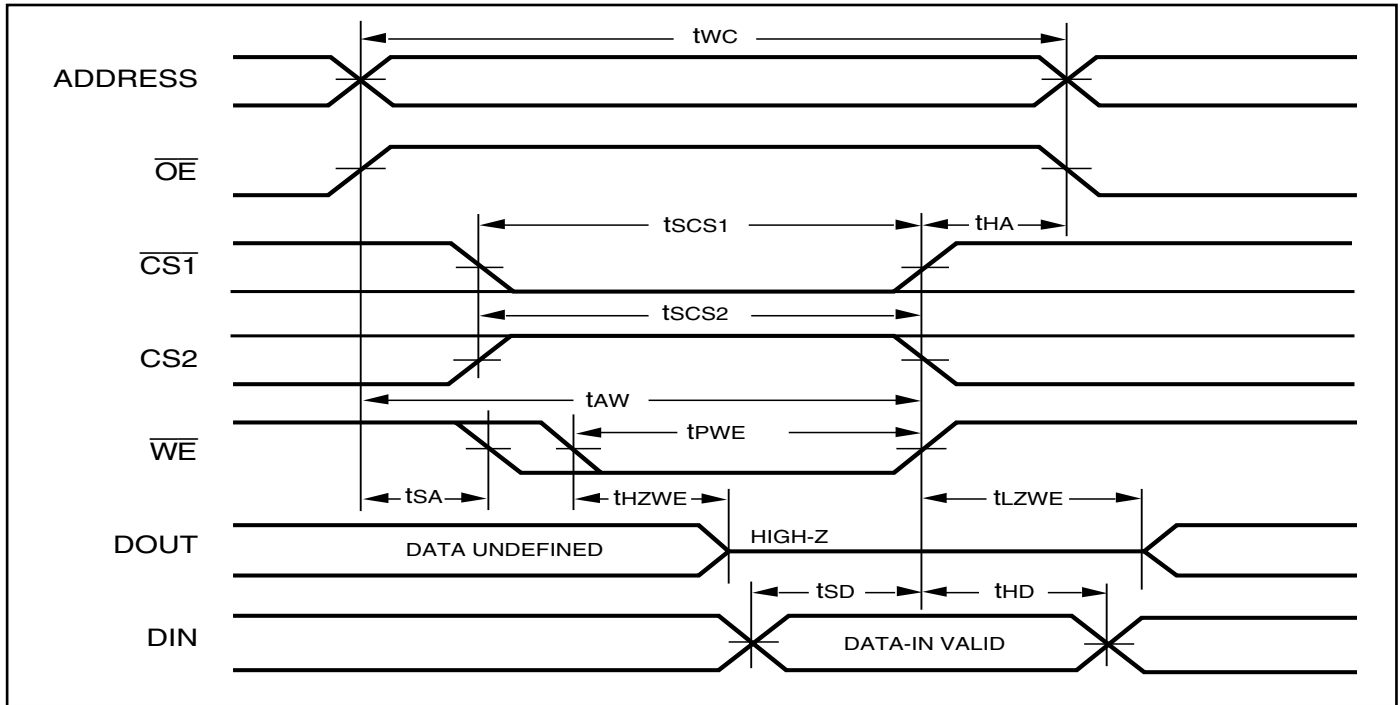 tWC
ADDRESS
OE
tSCS1
tHA
CS1
tSCS2
CS2
tAW
tPWE
WE
tSA
tHZWE
tLZWE
DOUT
DATA UNDEFINED
HIGH-Z
tSD
tHD
DIN
DATA-IN VALID